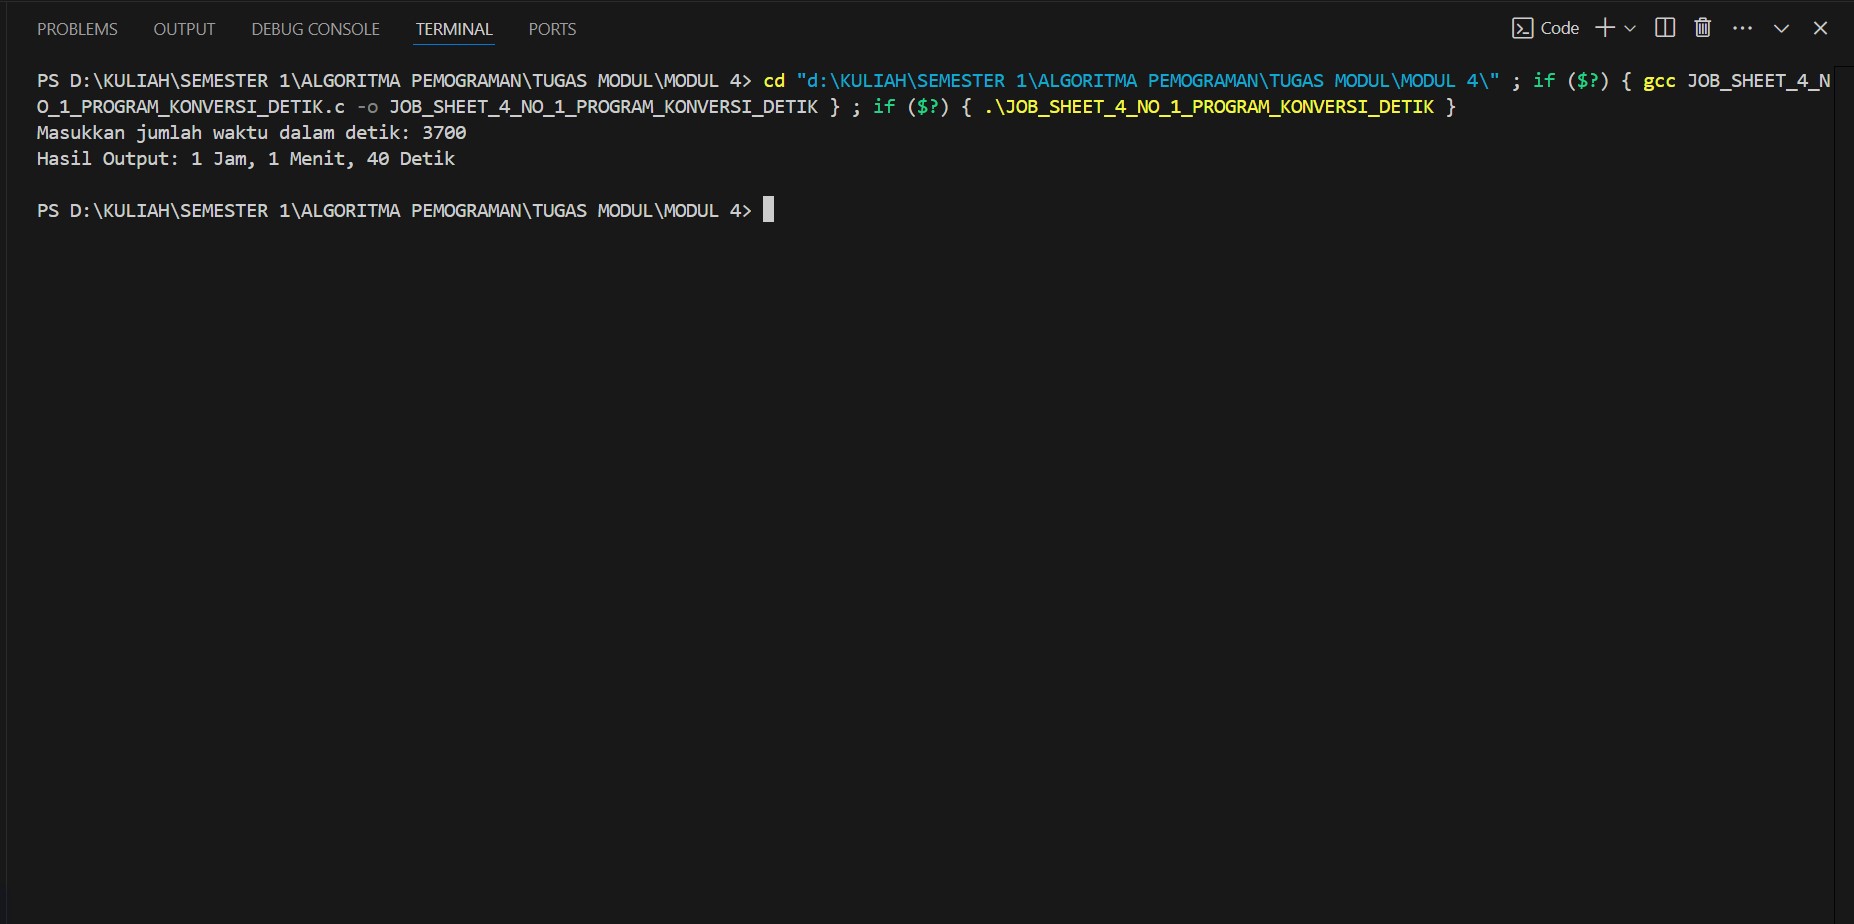 PROBLEMS OUTPUT DEBUG CONSOLE TERMINAL PORTS Code
PS D:\KULIAH\SEMESTER 1\ALGORITMA PEMOGRAMAN\TUGAS MODUL\MODUL 4> cd "d:\KULIAH\SEMESTER 1\ALGORITMA PEMOGRAMAN\TUGAS MODUL\MODUL 4\" ; if ($?) { gcc JOB_SHEET_4_N
O_1_PROGRAM_KONVERSI_DETIK.c -o JOB_SHEET_4_NO_1_PROGRAM_KONVERSI_DETIK } ; if ($?) { .\JOB_SHEET_4_NO_1_PROGRAM_KONVERSI_DETIK }
Masukkan jumlah waktu dalam detik: 3700
Hasil Output: 1 Jam, 1 Menit, 40 Detik
PS D:\KULIAH\SEMESTER 1\ALGORITMA PEMOGRAMAN\TUGAS MODUL\MODUL 4>